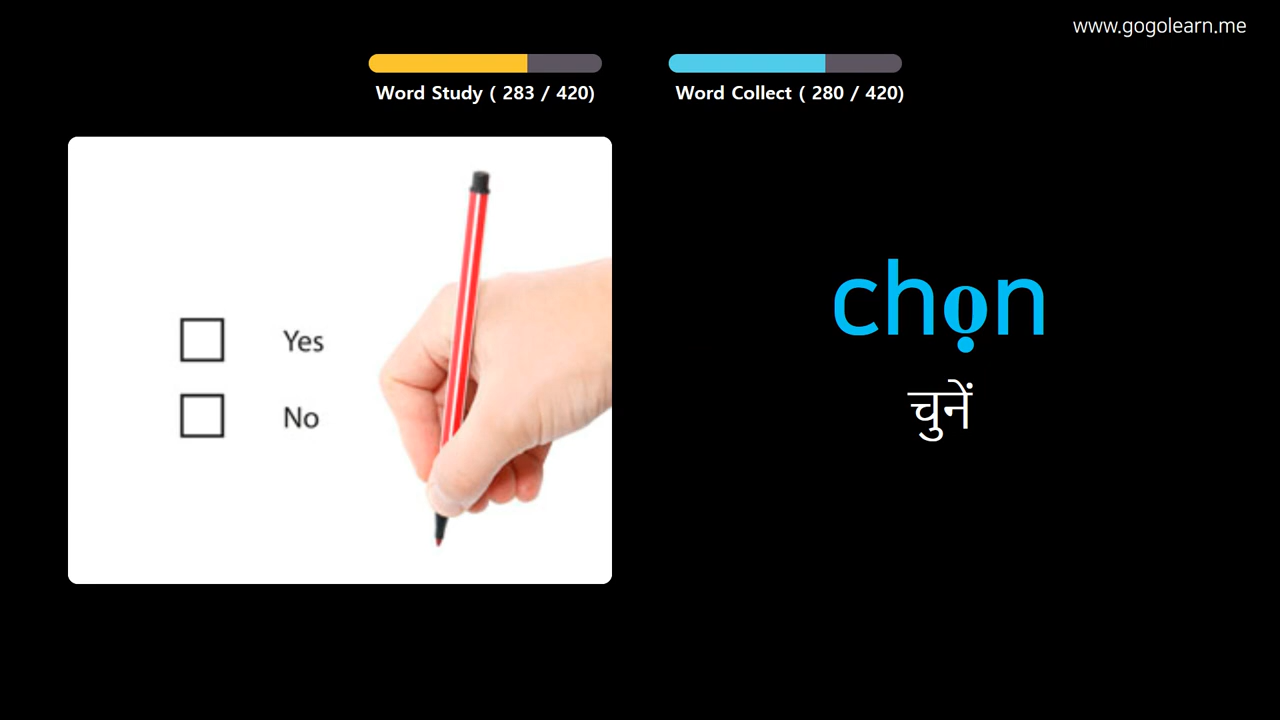 www.gogolearn.me
Word Study ( 283 / 420)
Word Collect ( 280 / 420)
Yes
No
chọn
चुनें